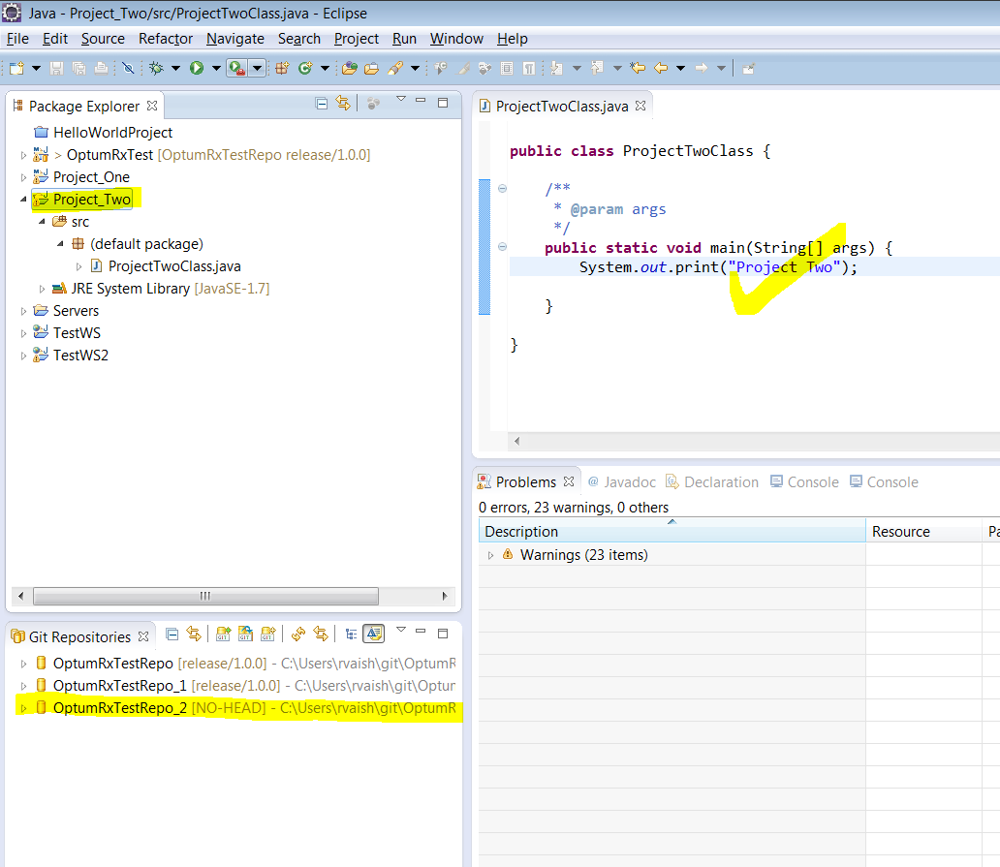 Java - Project_Two/src/ProjectTwoClass.java - Eclipse
File Edit Source Refactor Navigate Search Project Run Window Help
Package Explorer
HelloWorldProject
> OptumRxTest [OptumRxTestRepo release/1.0.0]
Project_One
Project_Two
src
(default package)
ProjectTwoClass.java
JRE System Library [JavaSE-1.7]
Servers
TestWS
TestWS2
ProjectTwoClass.java
public class ProjectTwoClass {
/**
* @param args
*/
public static void main(String[] args) {
System.out.print("Project Two");
}
}
Problems @ Javadoc Declaration Console Console
0 errors, 23 warnings, 0 others
Description Resource Pa
Warnings (23 items)
Git Repositories
OptumRxTestRepo [release/1.0.0] - C:\Users\rvaish\git\OptumR
OptumRxTestRepo_1 [release/1.0.0] - C:\Users\rvaish\git\Optun
OptumRxTestRepo_2 [NO-HEAD] - C:\Users\rvaish\git\OptumR